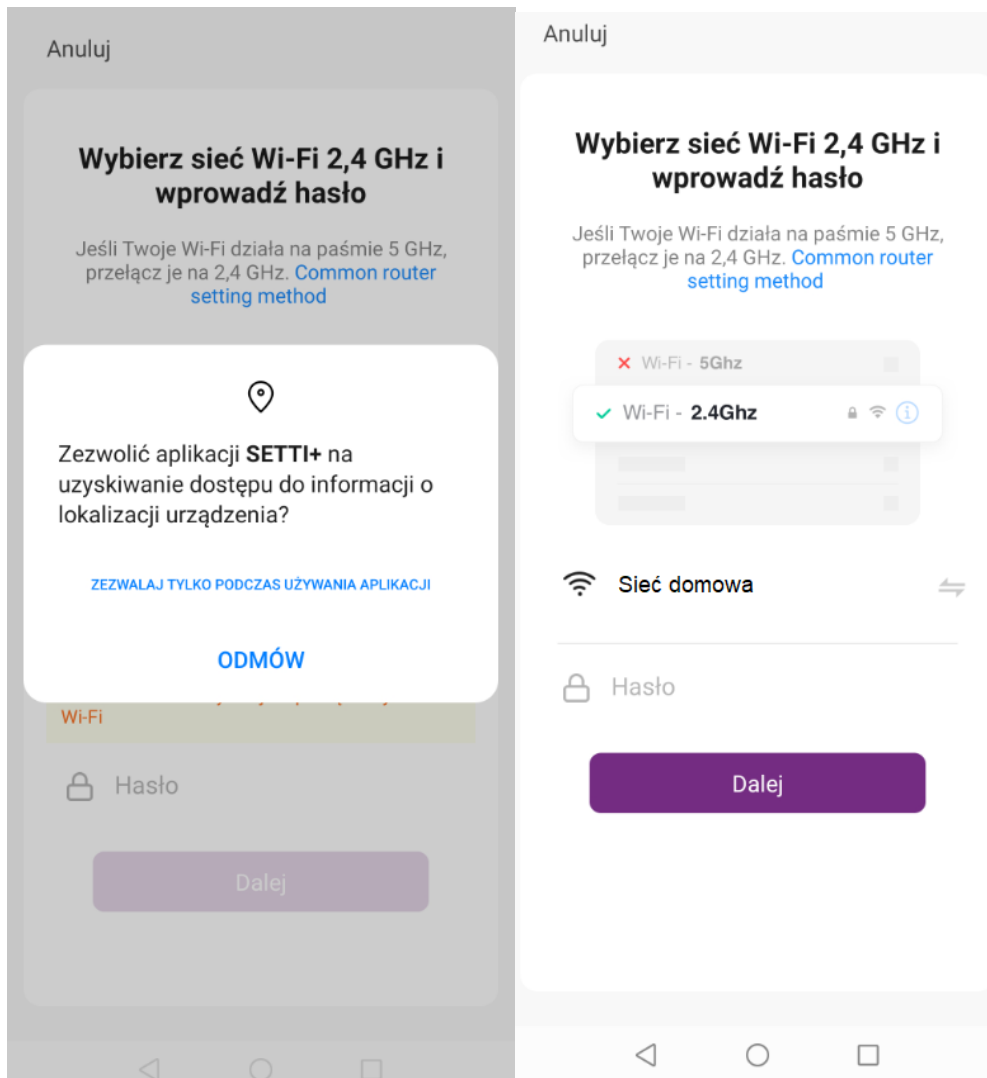 Anuluj
Wybierz sieć Wi-Fi 2,4 GHz i
wprowadź hasło
Jeśli Twoje Wi-Fi działa na paśmie 5 GHz,
przełącz je na 2,4 GHz. Common router
setting method
Zezwolić aplikacji SETTI+ na
uzyskiwanie dostępu do informacji o
lokalizacji urządzenia?
ZEZWALAJ TYLKO PODCZAS UŻYWANIA APLIKACJI
ODMÓW
Wi-Fi
Hasło
Dalej
Anuluj
Wybierz sieć Wi-Fi 2,4 GHz i
wprowadź hasło
Jeśli Twoje Wi-Fi działa na paśmie 5 GHz,
przełącz je na 2,4 GHz. Common router
setting method
Wi-Fi - 5Ghz
Wi-Fi - 2.4Ghz
Sieć domowa
Hasło
Dalej